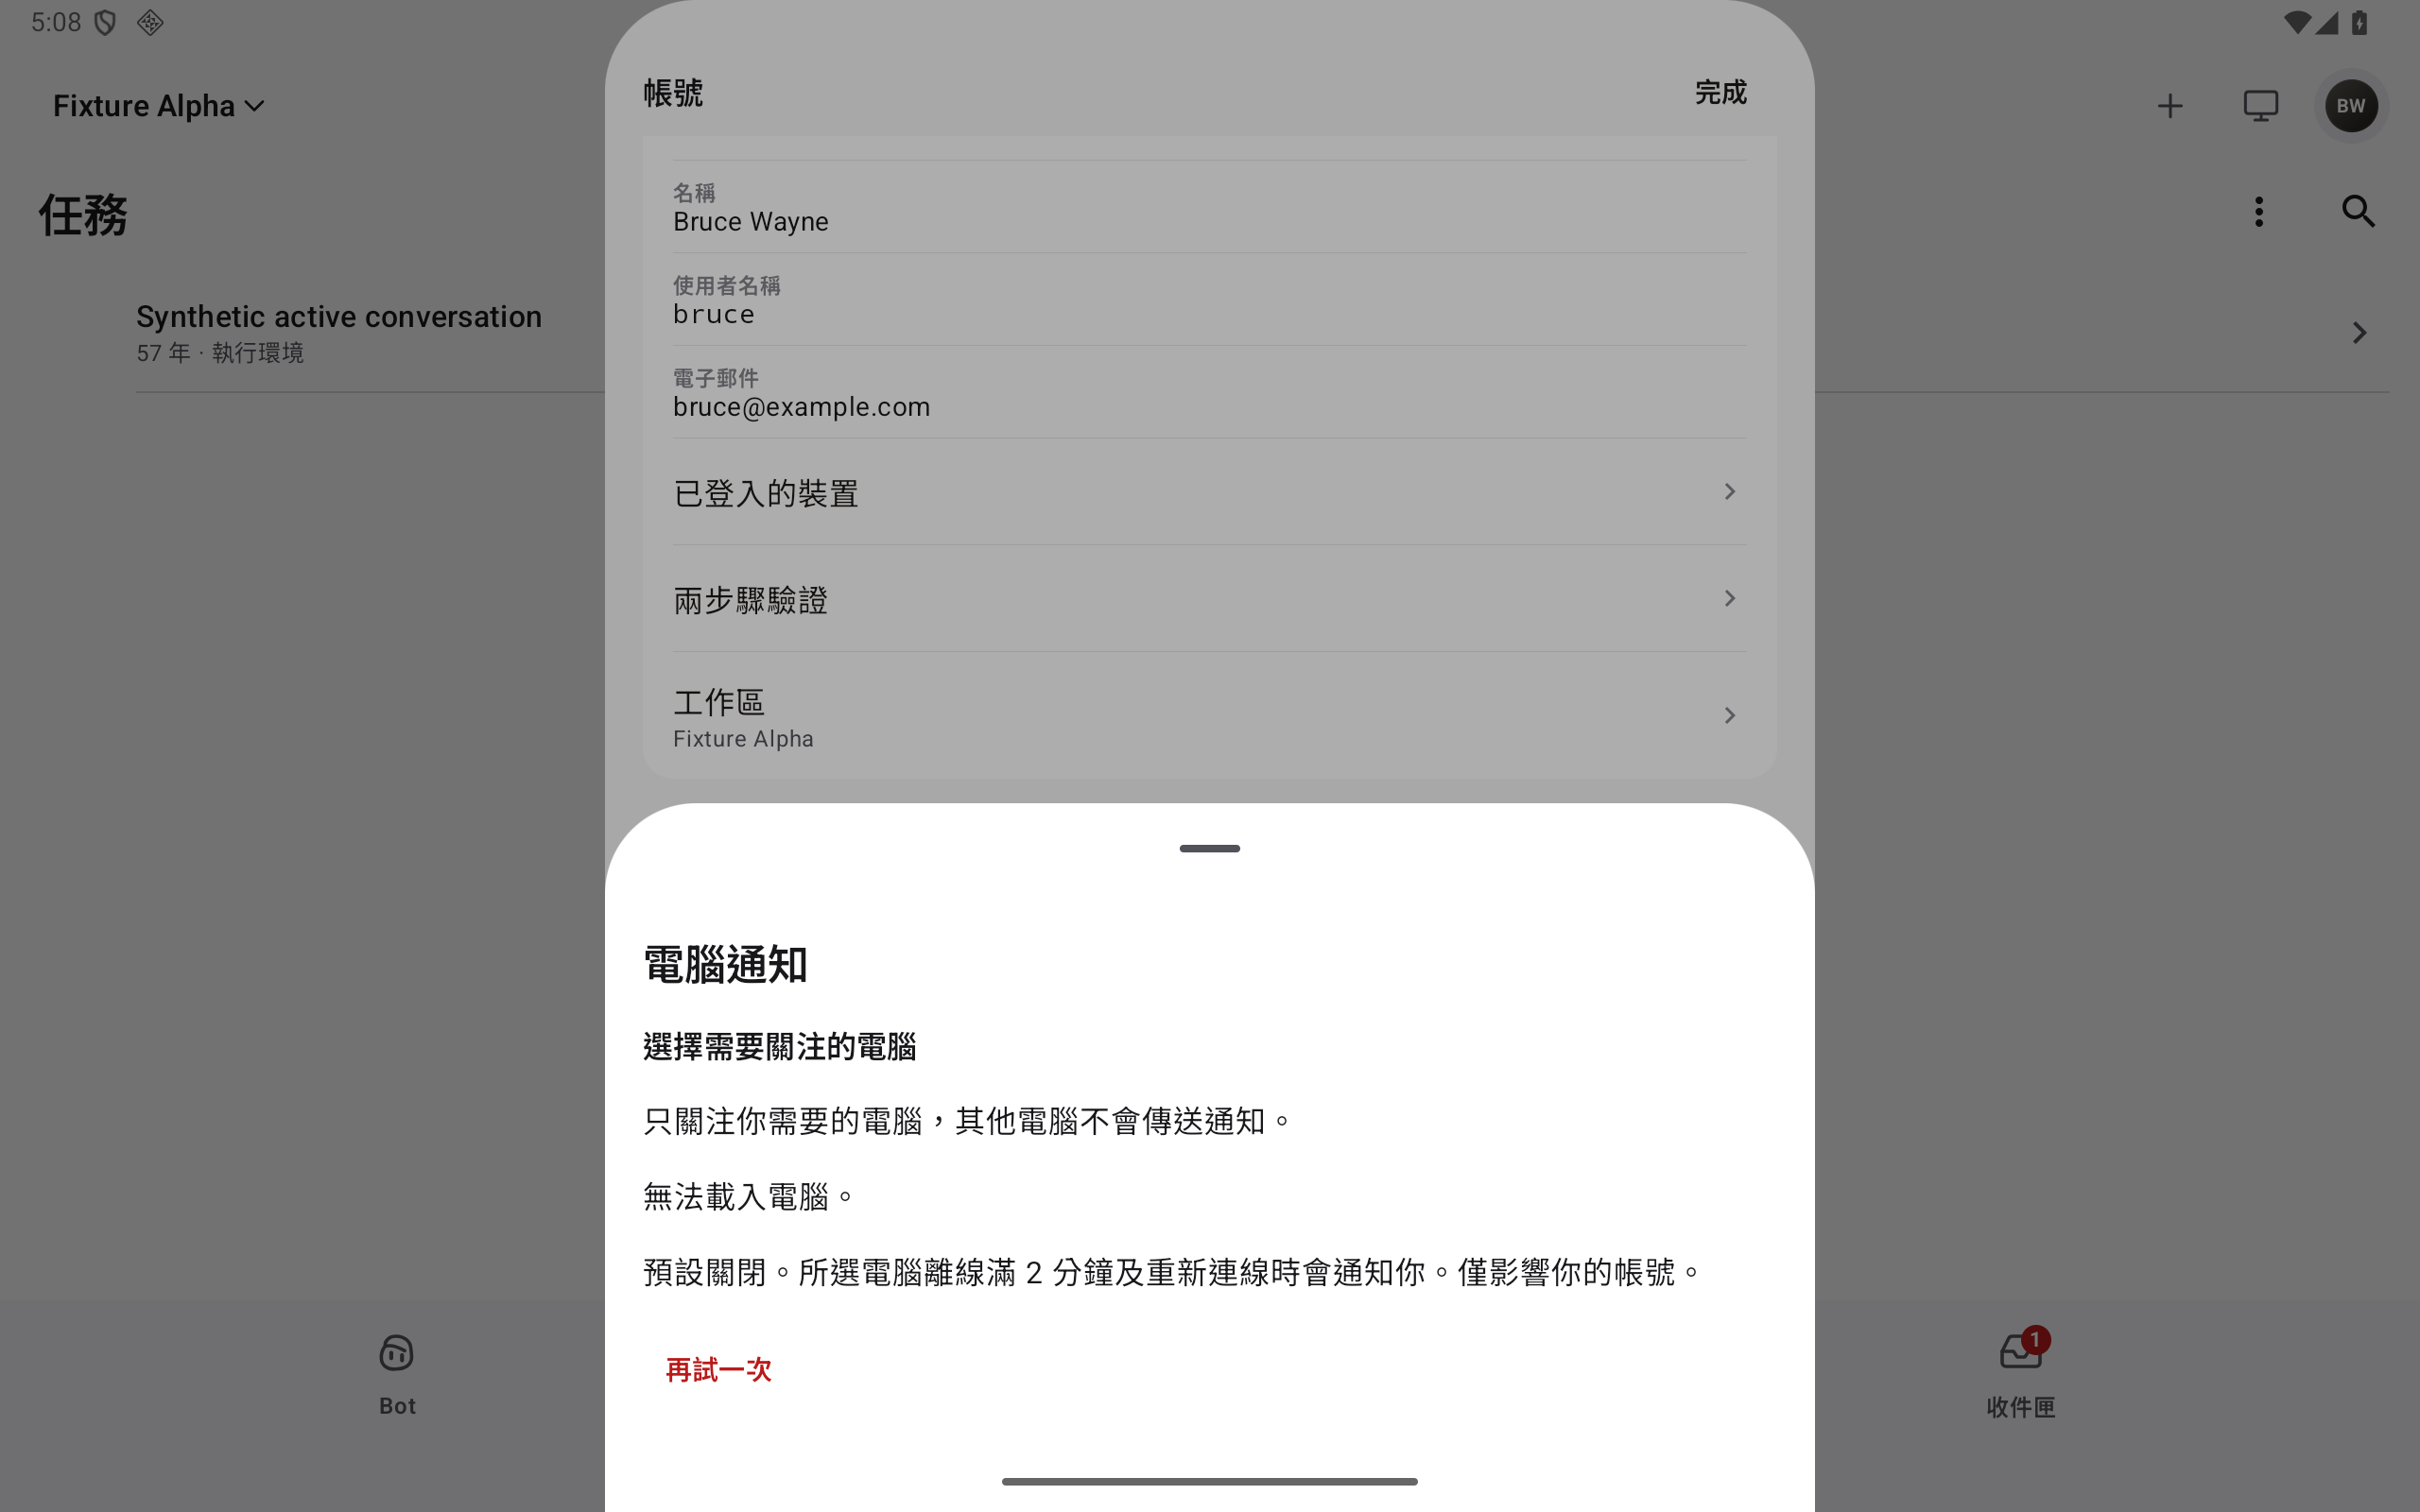 5:08
Fixture Alpha
BW
任務
Synthetic active conversation
57 年 · 執行環境
帳號
完成
名稱
Bruce Wayne
使用者名稱
bruce
電子郵件
bruce@example.com
已登入的裝置
兩步驟驗證
工作區
Fixture Alpha
電腦通知
選擇需要關注的電腦
只關注你需要的電腦，其他電腦不會傳送通知。
無法載入電腦。
預設關閉。所選電腦離線滿 2 分鐘及重新連線時會通知你。僅影響你的帳號。
再試一次
Bot
1
收件匣